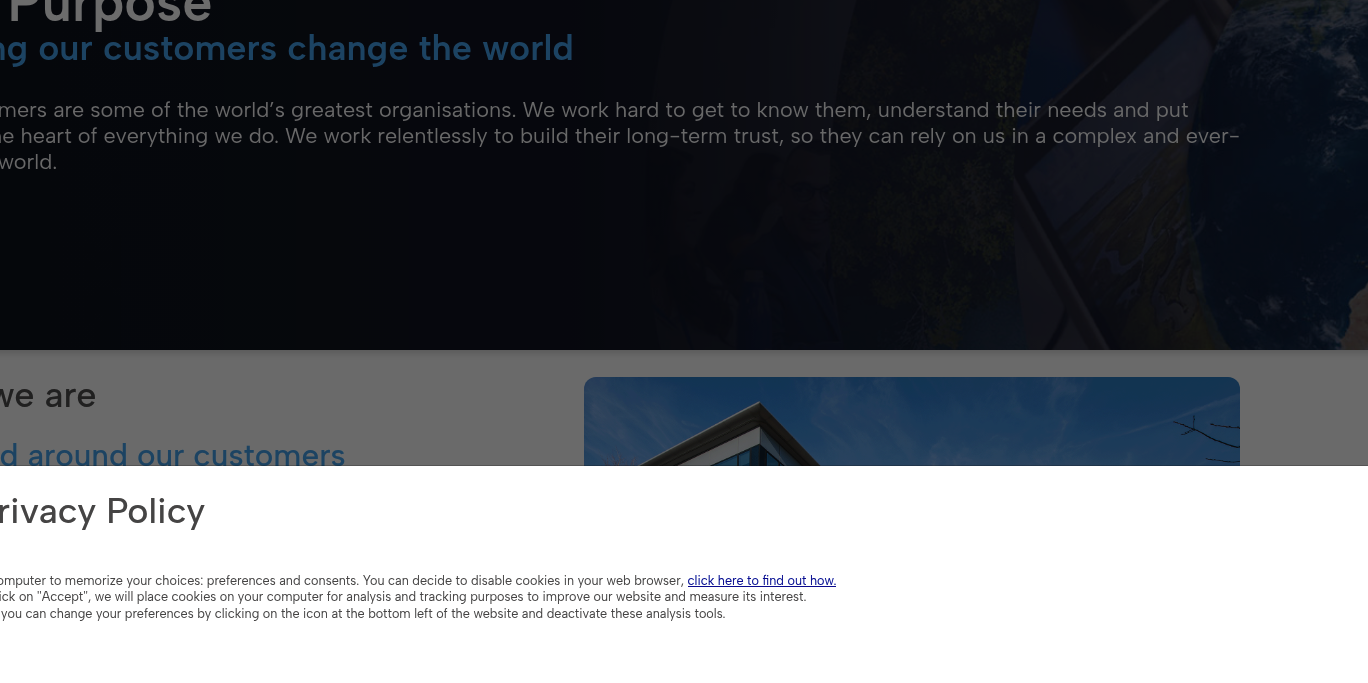 Purpose
ng our customers change the world
mers are some of the world’s greatest organisations. We work hard to get to know them, understand their needs and put
he heart of everything we do. We work relentlessly to build their long-term trust, so they can rely on us in a complex and ever-
world.
we are
d around our customers
rivacy Policy
omputer to memorize your choices: preferences and consents. You can decide to disable cookies in your web browser, click here to find out how.
ick on "Accept", we will place cookies on your computer for analysis and tracking purposes to improve our website and measure its interest.
you can change your preferences by clicking on the icon at the bottom left of the website and deactivate these analysis tools.